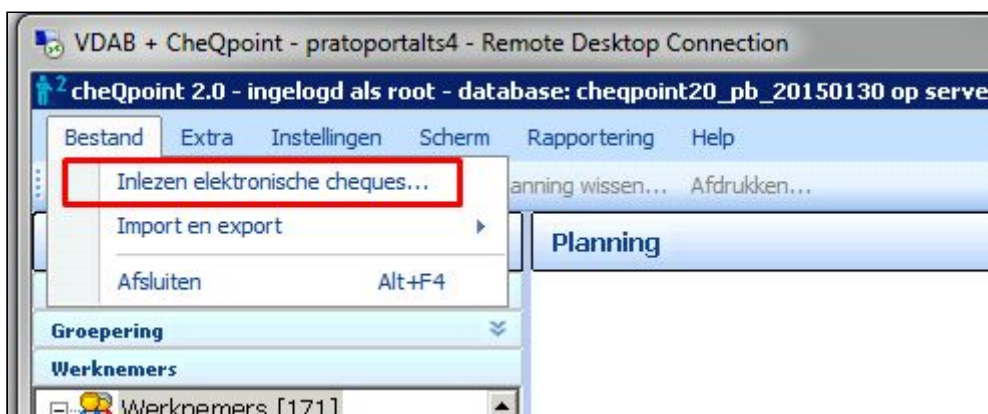 VDAB + CheQpoint - pratoportalts4 - Remote Desktop Connection
2 cheQpoint 2.0 - ingelogd als root - database: cheqpoint20_pb_20150130 op serve
Bestand Extra Instellingen Scherm Rapportering Help
Inlezen elektronische cheques... anning wissen... Afdrukken...
Import en export
Planning
Afsluiten Alt+F4
Groepering
Werknemers
Werknemers [171]